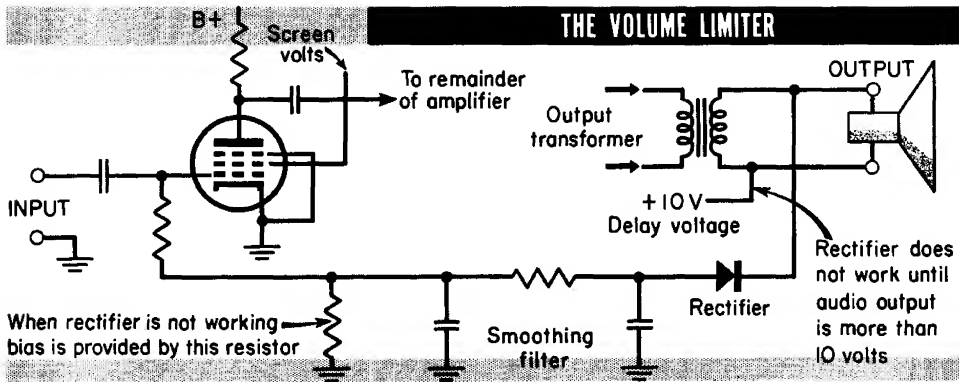 THE VOLUME LIMITER
B+
Screen
volts
To remainder
of amplifier
OUTPUT
Output
transformer
INPUT
+10V
Delay voltage
Rectifier does
not work until
audio output
is more than
10 volts
Rectifier
When rectifier is not working
bias is provided by this resistor
Smoothing
filter